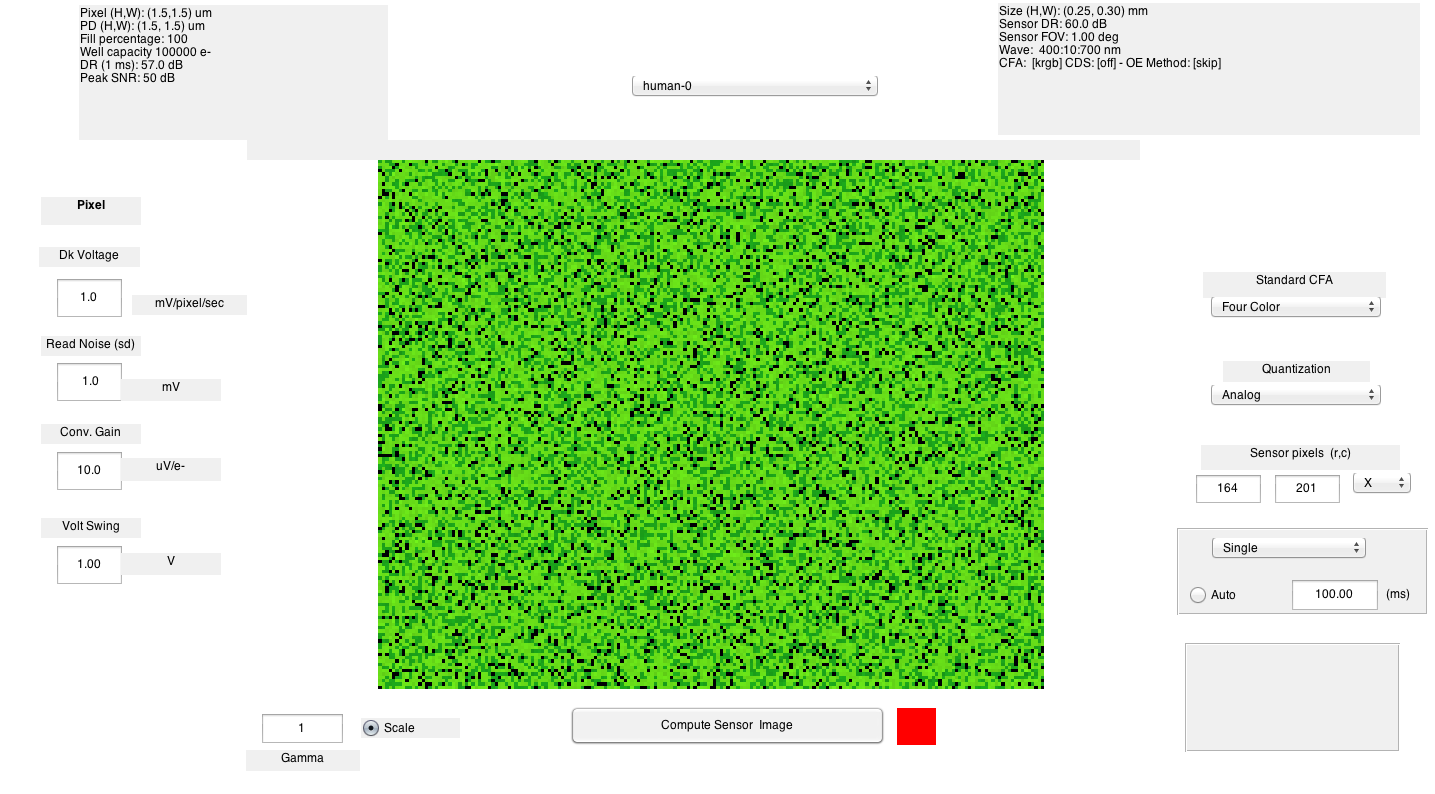 Pixel (H,W): (1.5,1.5) um
PD (H,W): (1.5, 1.5) um
Fill percentage: 100
Well capacity 100000 e-
DR (1 ms): 57.0 dB
Peak SNR: 50 dB
human-0
Size (H,W): (0.25, 0.30) mm
Sensor DR: 60.0 dB
Sensor FOV: 1.00 deg
Wave:  400:10:700 nm
CFA:  [krgb] CDS: [off] - OE Method: [skip]
Pixel
Dk Voltage
1.0 mV/pixel/sec
Read Noise (sd)
1.0 mV
Conv. Gain
10.0 uV/e-
Volt Swing
1.00 V
Standard CFA
Four Color
Quantization
Analog
Sensor pixels  (r,c)
164 201 X
Single
Auto 100.00 (ms)
1 Scale
Gamma
Compute Sensor  Image